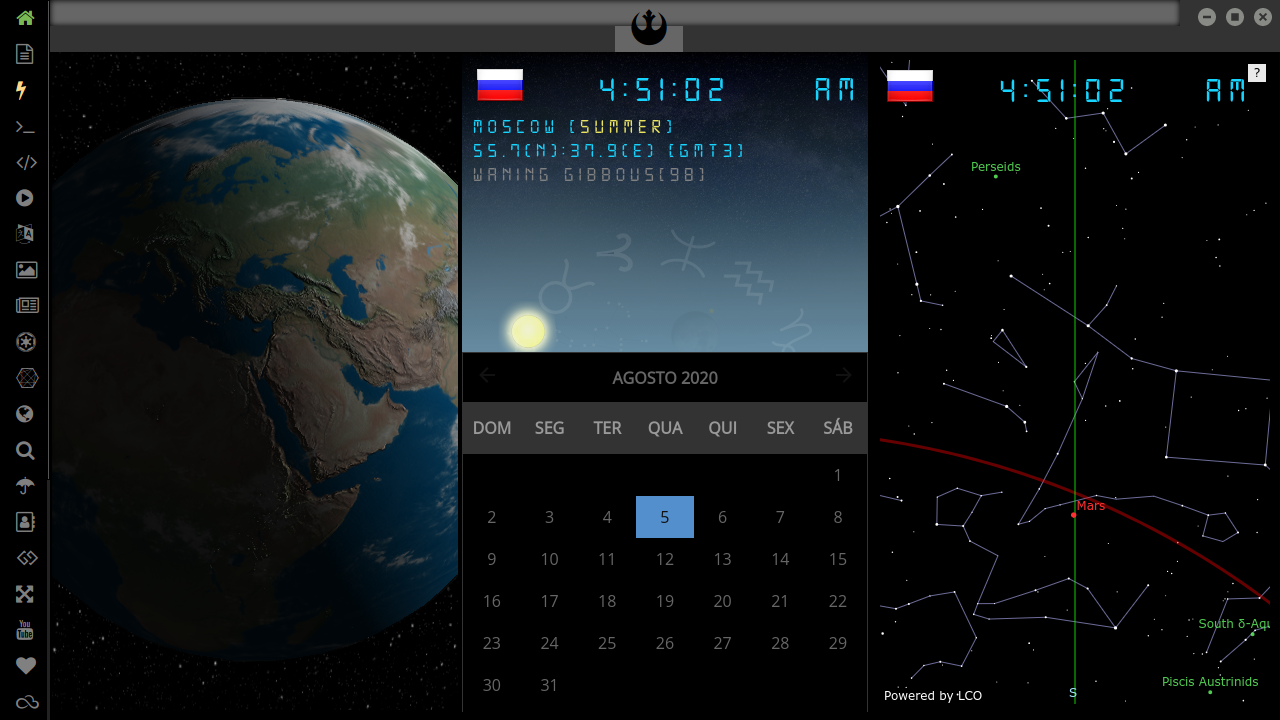 4:51:02 AM
MOSCOW (SUMMER)
55.7(N):37.9(E) (GMT3)
WANING GIBBOUS(98)
AGOSTO 2020
DOM SEG TER QUA QUI SEX SÁB
1
2 3 4 5 6 7 8
9 10 11 12 13 14 15
16 17 18 19 20 21 22
23 24 25 26 27 28 29
30 31
4:51:02 AM ?
Perseids
Mars
South δ-Aqu
Piscis Austrinids
S
Powered by LCO
You
Tube